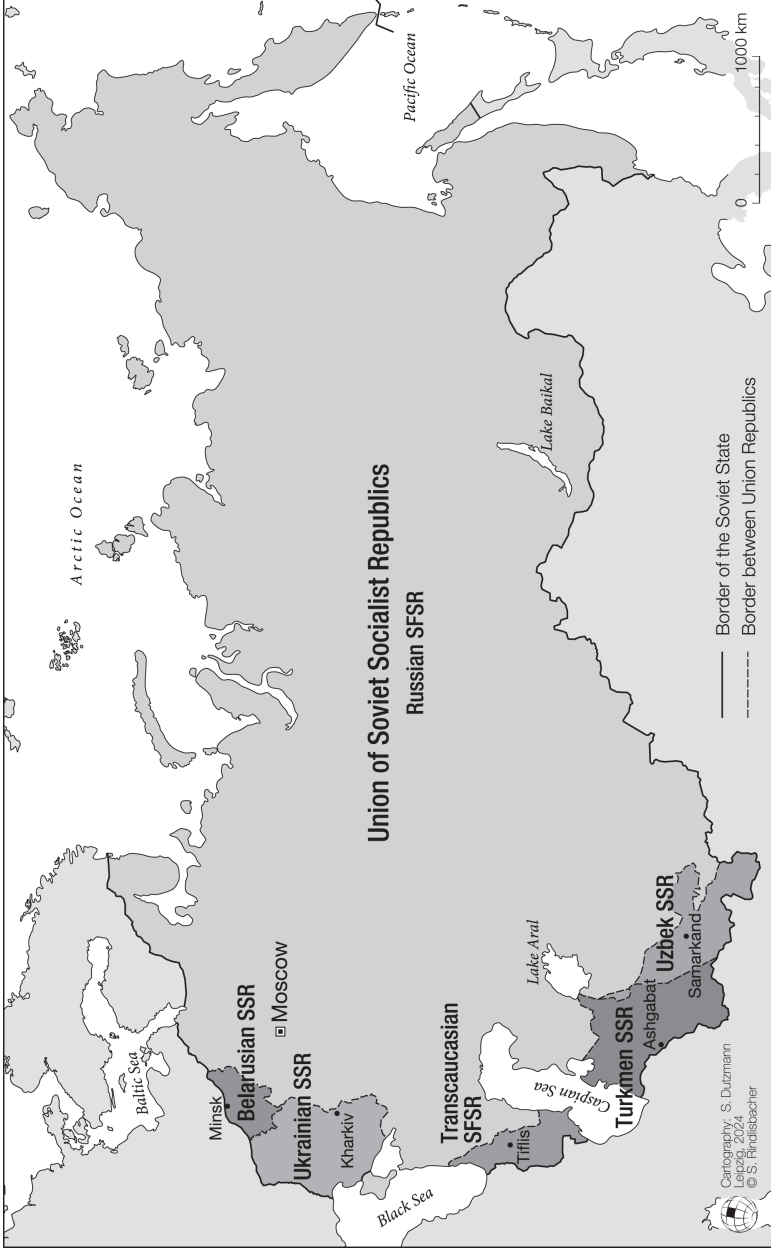 Arctic Ocean
Pacific Ocean
Baltic Sea
Union of Soviet Socialist Republics
Russian SFSR
Minsk
Belarusian SSR
Moscow
Ukrainian SSR
Kharkiv
Black Sea
Transcaucasian
SFSR
Tiflis
Caspian Sea
Lake Aral
Lake Baikal
Turkmen SSR
Ashgabat
Uzbek SSR
Samarkand
Border of the Soviet State
Border between Union Republics
0 1000 km
Cartography: S. Dutzmann
Leipzig, 2024
© S. Rindlisbacher